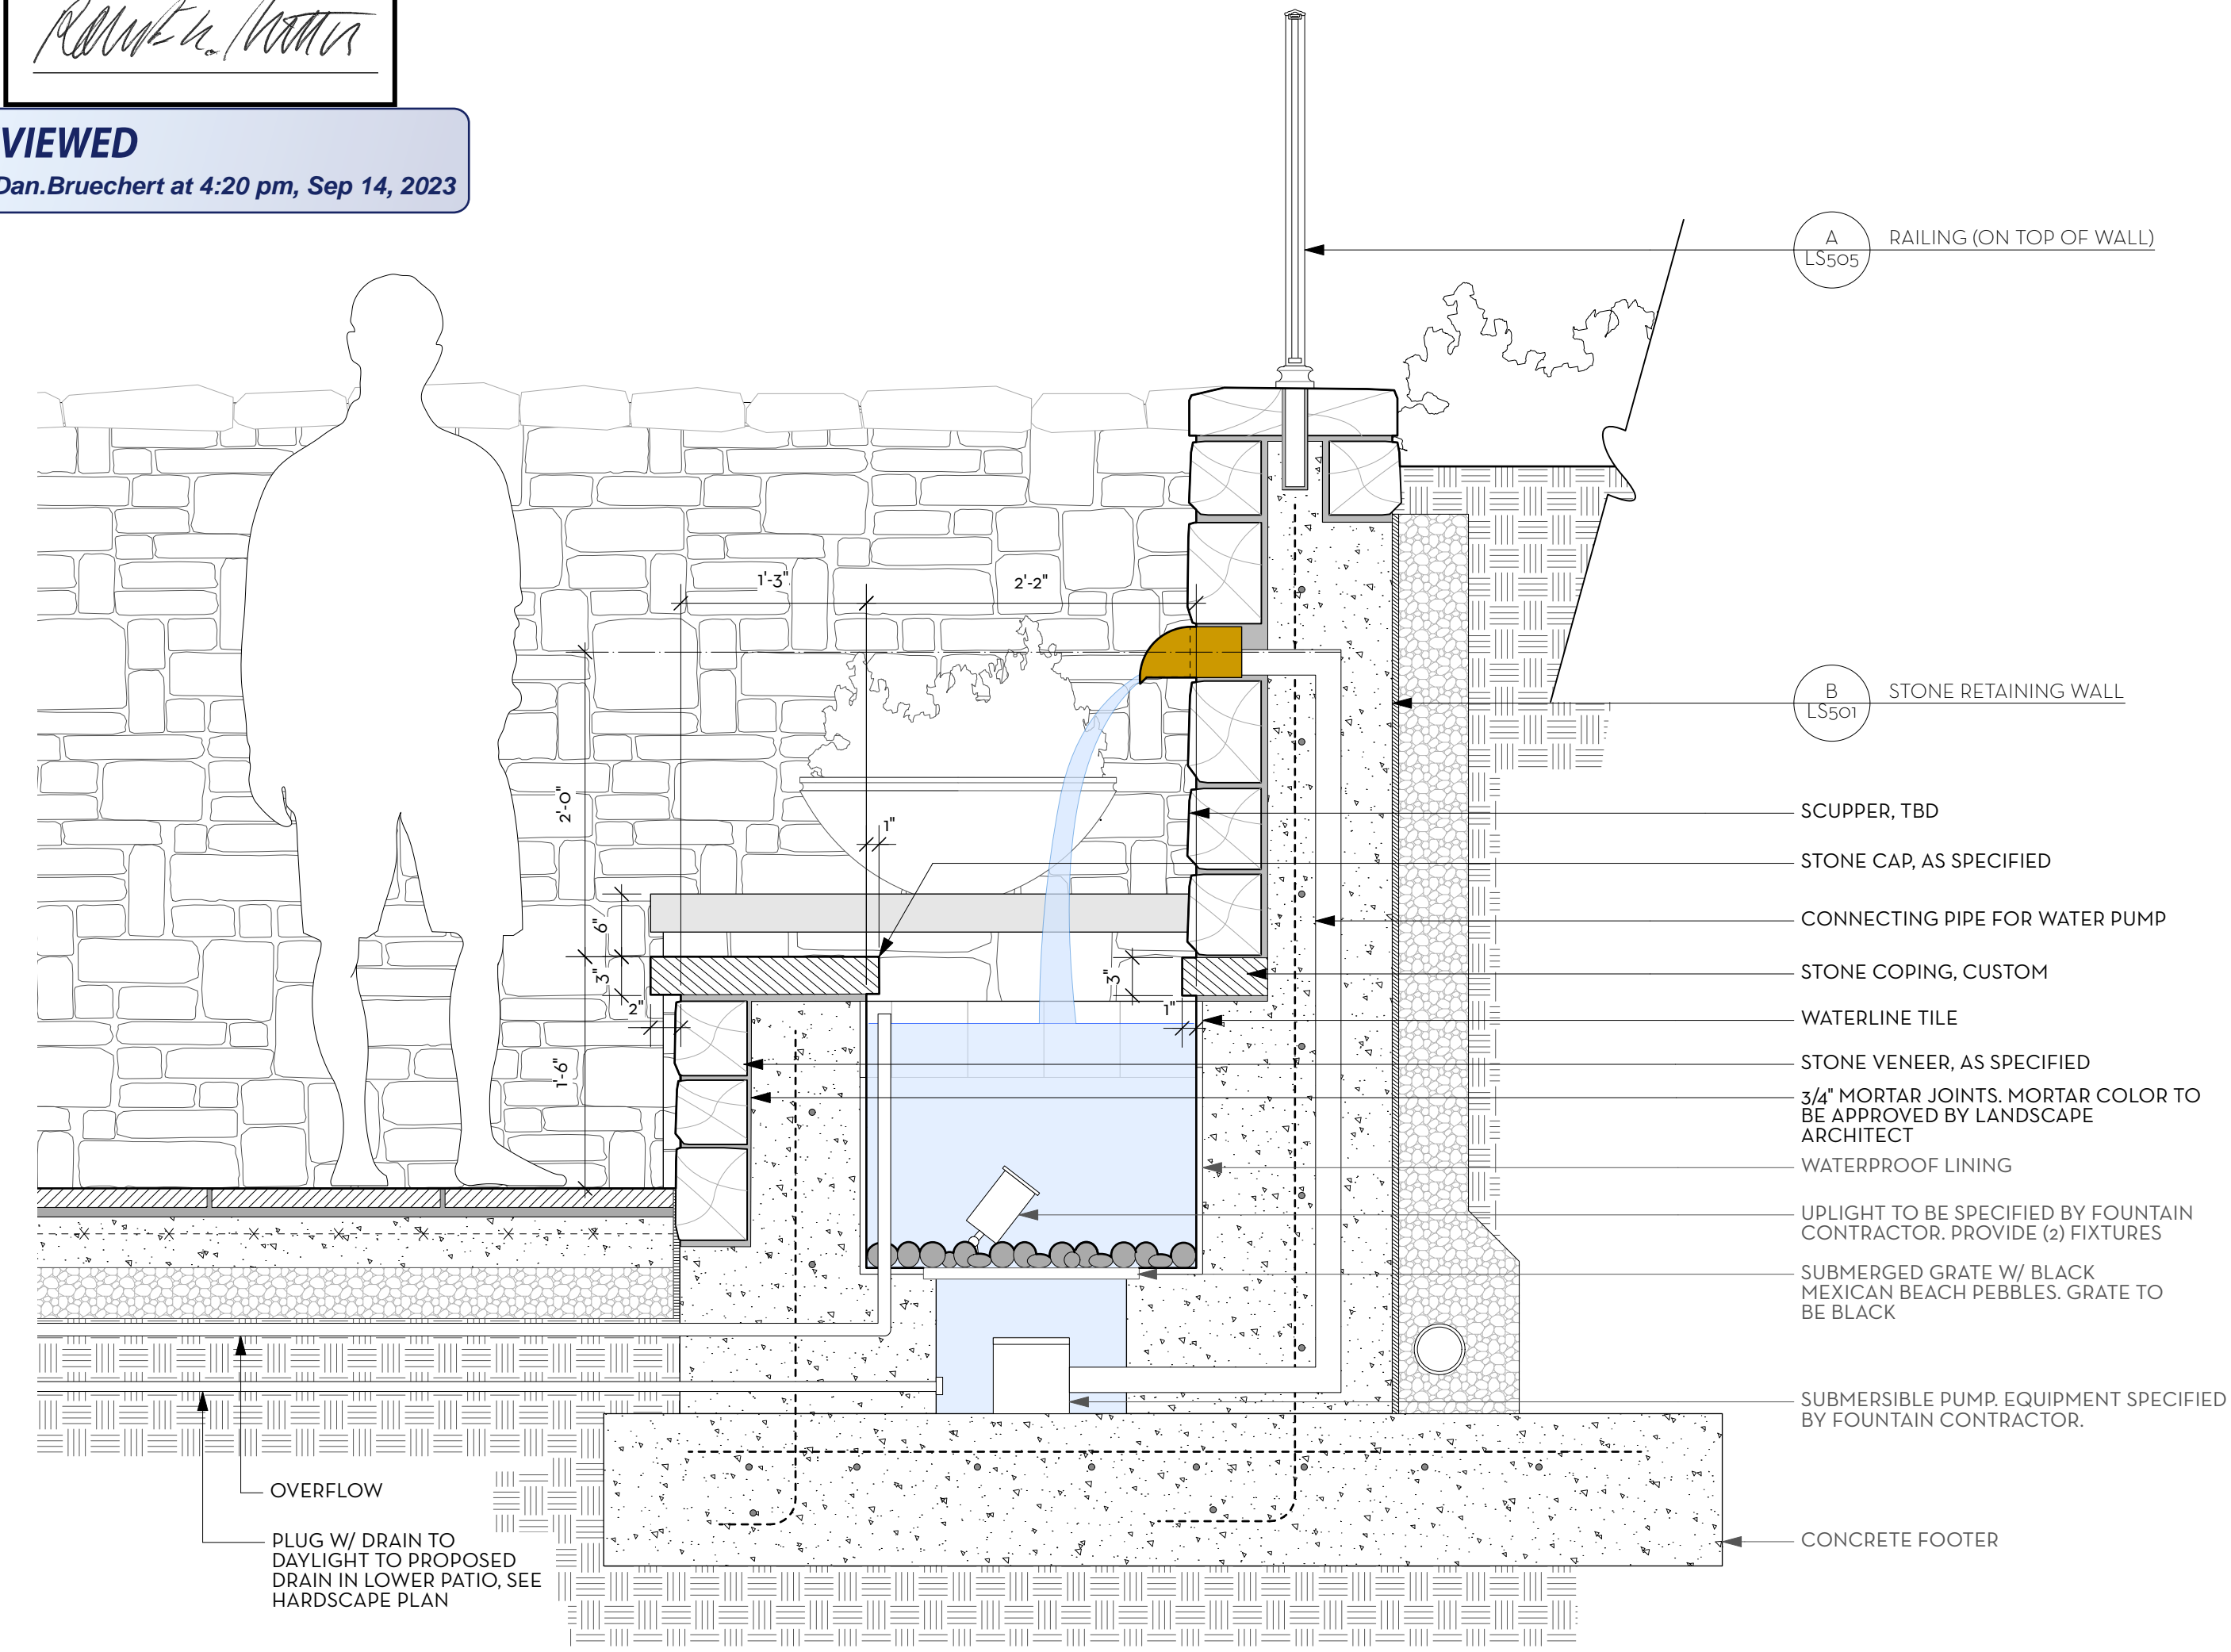 VIEWED
Dan.Bruechert at 4:20 pm, Sep 14, 2023
A
LS505
RAILING (ON TOP OF WALL)
1'-3"
2'-2"
B
LS501
STONE RETAINING WALL
2'-0"
1"
SCUPPER, TBD
STONE CAP, AS SPECIFIED
6"
CONNECTING PIPE FOR WATER PUMP
3"
3"
STONE COPING, CUSTOM
2"
1"
WATERLINE TILE
1'-6"
STONE VENEER, AS SPECIFIED
3/4" MORTAR JOINTS. MORTAR COLOR TO
BE APPROVED BY LANDSCAPE
ARCHITECT
WATERPROOF LINING
UPLIGHT TO BE SPECIFIED BY FOUNTAIN
CONTRACTOR. PROVIDE (2) FIXTURES
SUBMERGED GRATE W/ BLACK
MEXICAN BEACH PEBBLES. GRATE TO
BE BLACK
SUBMERSIBLE PUMP. EQUIPMENT SPECIFIED
BY FOUNTAIN CONTRACTOR.
OVERFLOW
PLUG W/ DRAIN TO
DAYLIGHT TO PROPOSED
DRAIN IN LOWER PATIO, SEE
HARDSCAPE PLAN
CONCRETE FOOTER